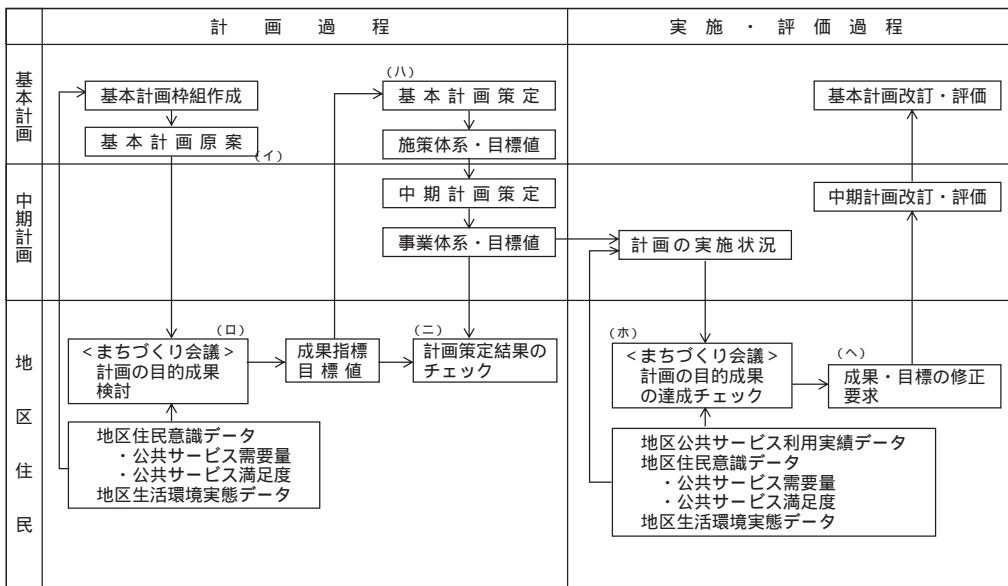 計画過程
実施・評価過程
基本計画
基本計画枠組作成
基本計画原案
(イ)
(ハ)
基本計画策定
施策体系・目標値
基本計画改訂・評価
中期計画
中期計画策定
事業体系・目標値
計画の実施状況
中期計画改訂・評価
地区住民
(ロ)
<まちづくり会議>
計画の目的成果
検討
成果指標
目標値
(ニ)
計画策定結果の
チェック
地区住民意識データ
・公共サービス需要量
・公共サービス満足度
地区生活環境実態データ
(ホ)
<まちづくり会議>
計画の目的成果
の達成チェック
(ヘ)
成果・目標の修正
要求
地区公共サービス利用実績データ
地区住民意識データ
・公共サービス需要量
・公共サービス満足度
地区生活環境実態データ